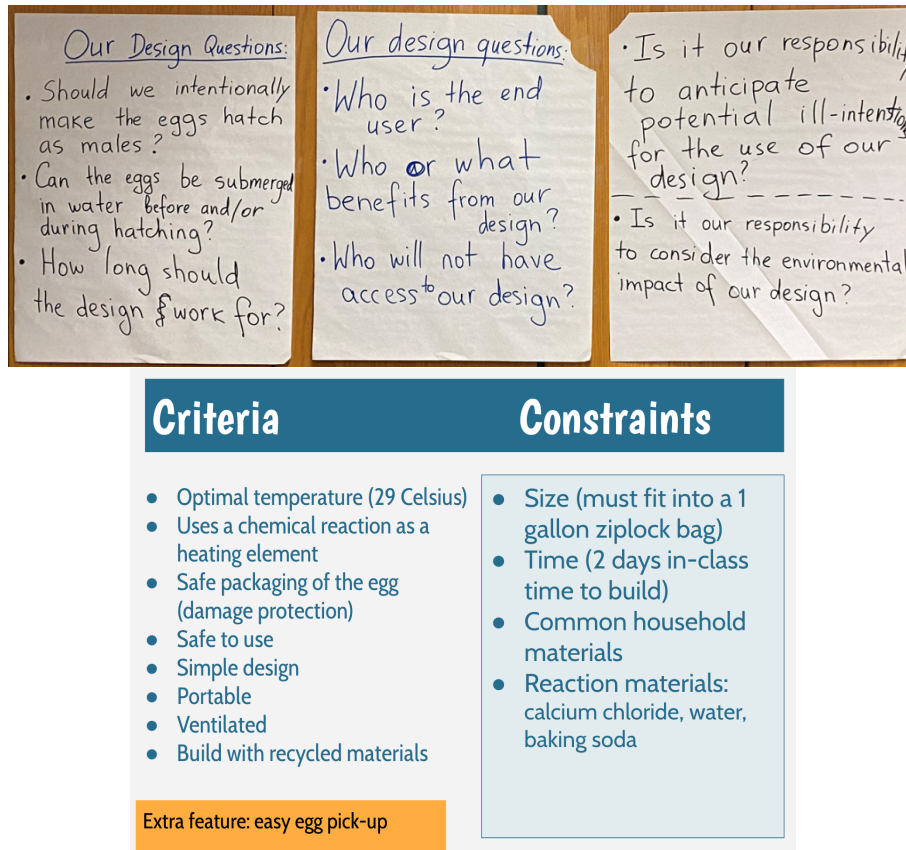 Our Design Questions:
• Should we intentionally
make the eggs hatch
as males?
• Can the eggs be submerged
in water before and/or
during hatching?
• How long should
the design work for?
Our design questions:
• Who is the end
user?
• Who or what
benefits from our
design?
• Who will not have
access to our design?
• Is it our responsibility
to anticipate
potential ill-intentions
for the use of our
design?
• Is it our responsibility
to consider the environmental
impact of our design?
Criteria
● Optimal temperature (29 Celsius)
● Uses a chemical reaction as a
heating element
● Safe packaging of the egg
(damage protection)
● Safe to use
● Simple design
● Portable
● Ventilated
● Build with recycled materials
Extra feature: easy egg pick-up
Constraints
● Size (must fit into a 1
gallon ziplock bag)
● Time (2 days in-class
time to build)
● Common household
materials
● Reaction materials:
calcium chloride, water,
baking soda